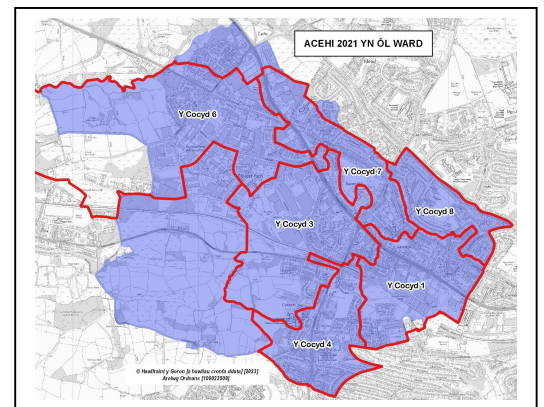 ACEHI 2021 YN ÔL WARD
Y Cocyd 6
Y Cocyd 7
Y Cocyd 8
Y Cocyd 3
Y Cocyd 1
Y Cocyd 4
© Hawlfraint y Goron [a hawliau cronfa ddata] [2023]
Arolwg Ordnans [100023509]